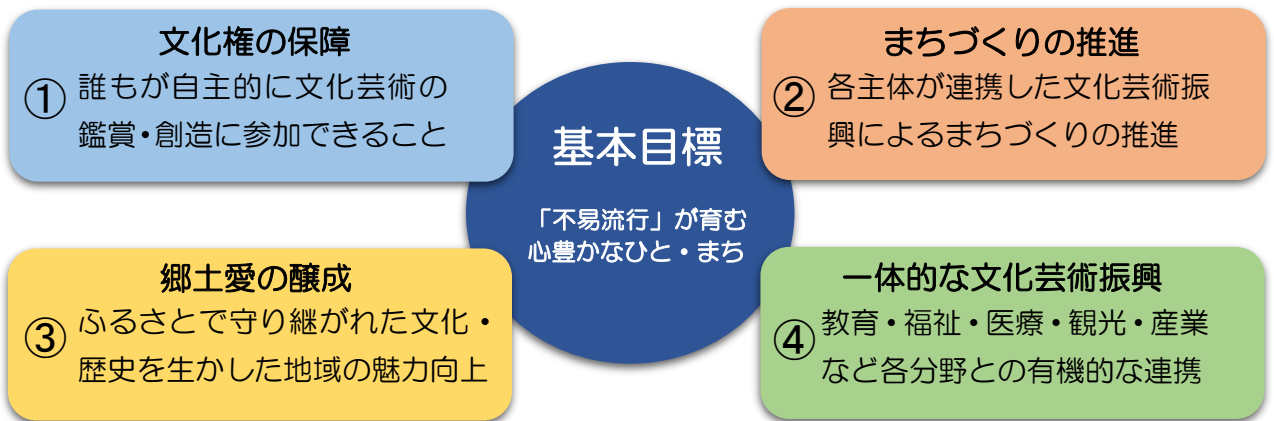 文化権の保障
① 誰もが自主的に文化芸術の
鑑賞・創造に参加できること
まちづくりの推進
② 各主体が連携した文化芸術振
興によるまちづくりの推進
基本目標
「不易流行」が育む
心豊かなひと・まち
郷土愛の醸成
③ ふるさとで守り継がれた文化・
歴史を生かした地域の魅力向上
一体的な文化芸術振興
④ 教育・福祉・医療・観光・産業
など各分野との有機的な連携